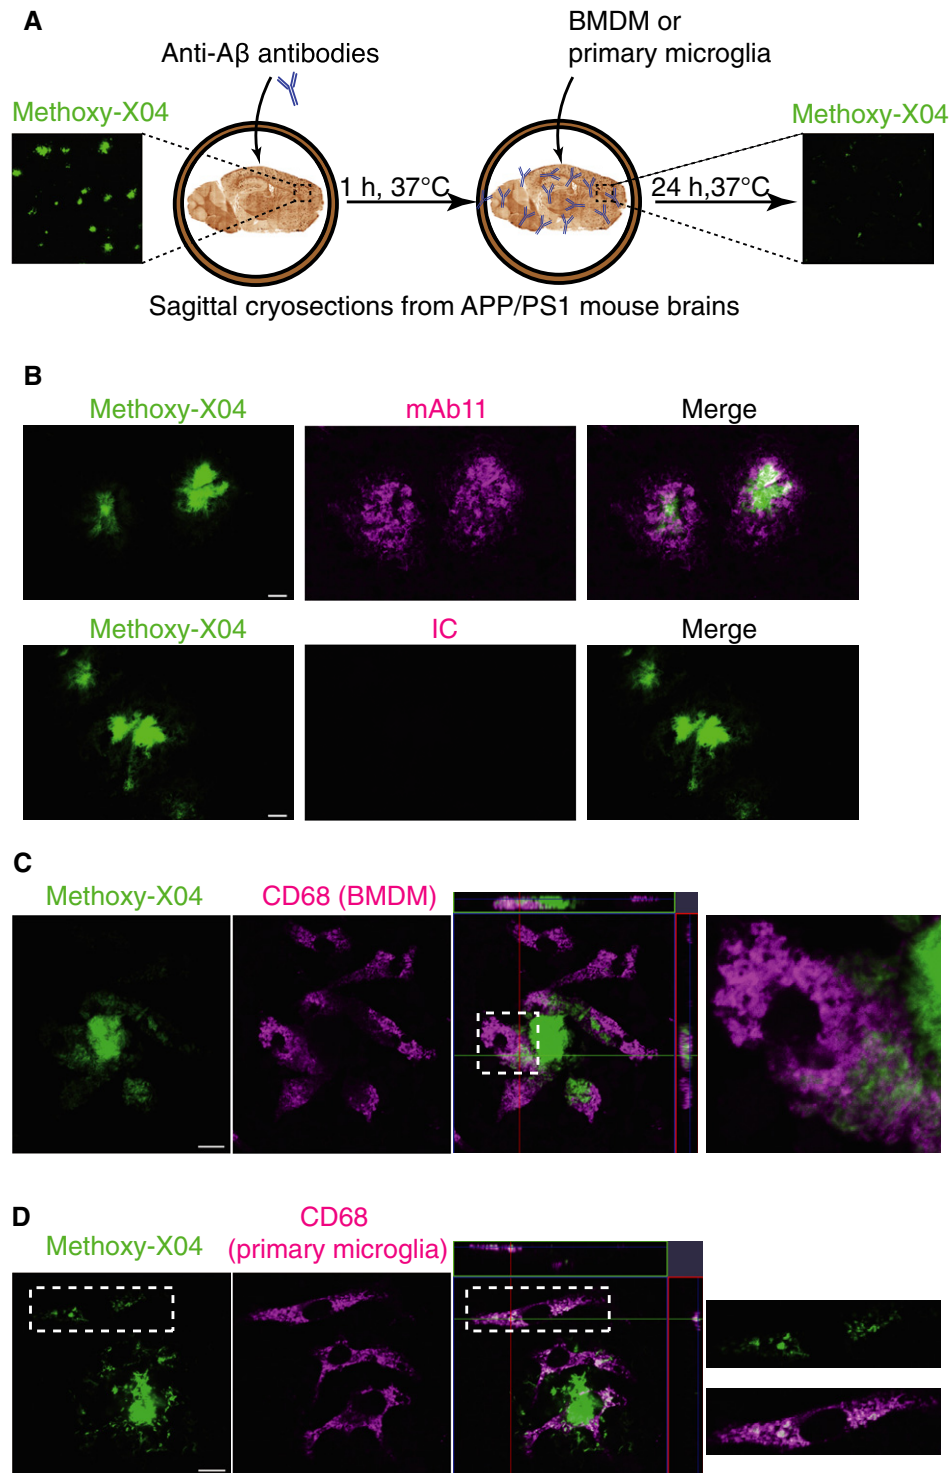 A
Anti-Aβ antibodies
BMDM or
primary microglia
Methoxy-X04
Methoxy-X04
1 h, 37°C
24 h,37°C
Sagittal cryosections from APP/PS1 mouse brains
B
Methoxy-X04
mAb11
Merge
Methoxy-X04
IC
Merge
C
Methoxy-X04
CD68 (BMDM)
D
Methoxy-X04
CD68
(primary microglia)